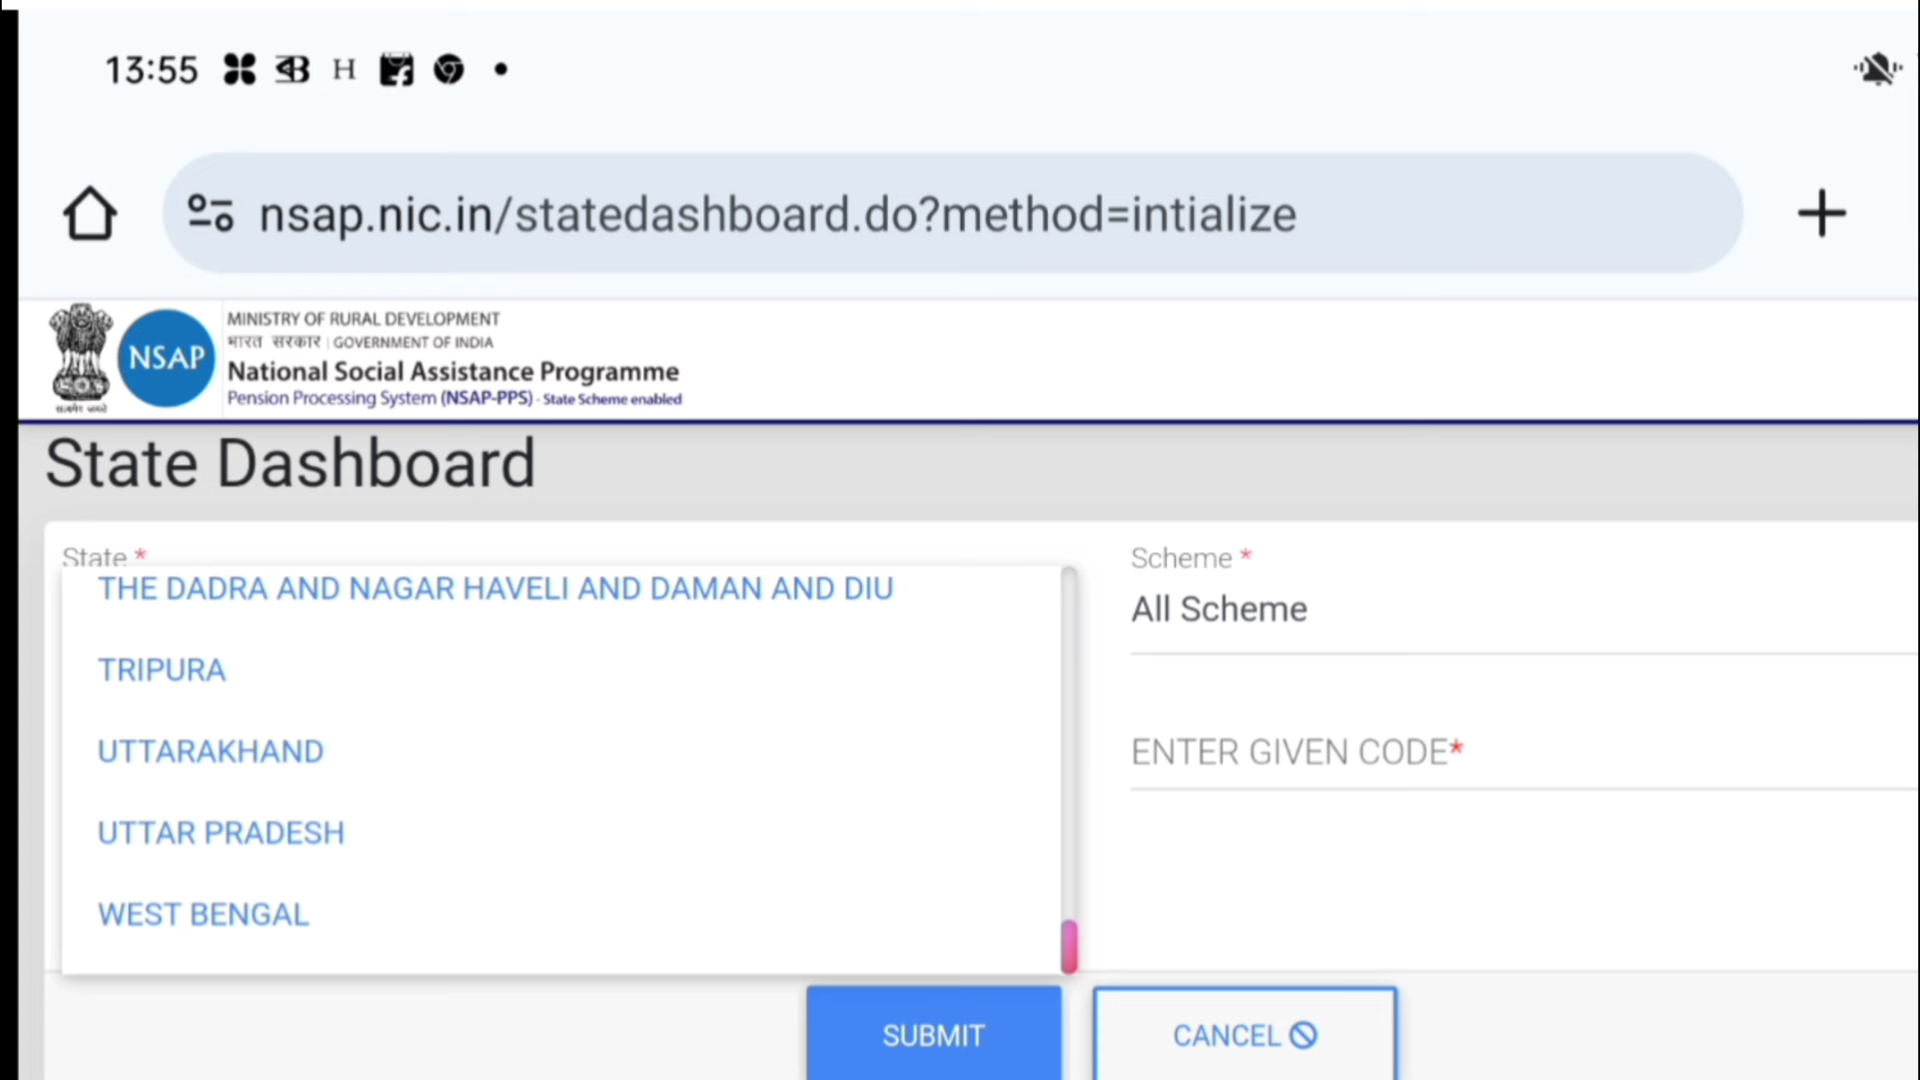 13:55
nsap.nic.in/statedashboard.do?method=intialize
NSAP
MINISTRY OF RURAL DEVELOPMENT
भारत सरकार | GOVERNMENT OF INDIA
National Social Assistance Programme
Pension Processing System (NSAP-PPS) - State Scheme enabled
सत्यमेव जयते
State Dashboard
State *
THE DADRA AND NAGAR HAVELI AND DAMAN AND DIU
TRIPURA
UTTARAKHAND
UTTAR PRADESH
WEST BENGAL
Scheme *
All Scheme
ENTER GIVEN CODE*
SUBMIT
CANCEL